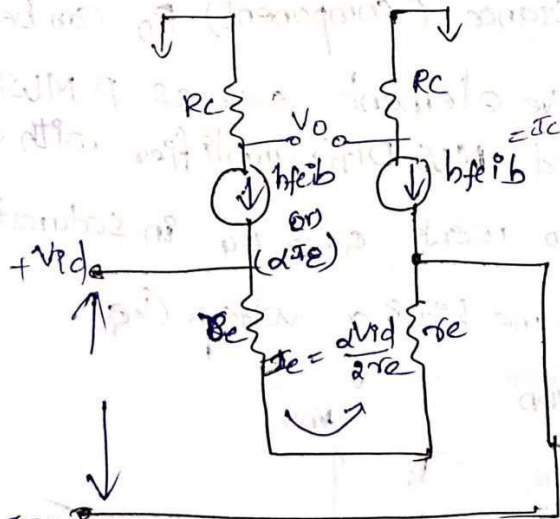 Rc
Rc
Vo
hfeib
or
(αIe)
hfeib = Ic
+Vid
re
Ie = αVid / 2re
re